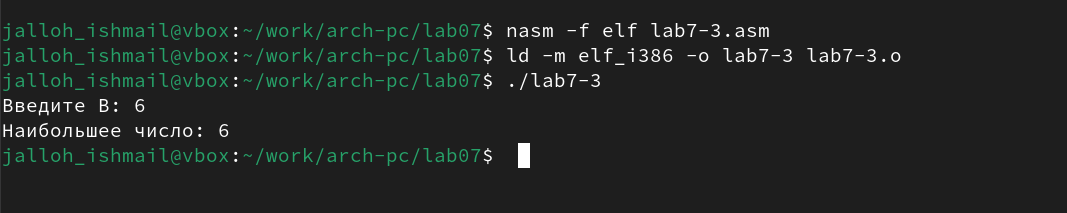 jalloh_ishmail@vbox:~/work/arch-pc/lab07$ nasm -f elf lab7-3.asm
jalloh_ishmail@vbox:~/work/arch-pc/lab07$ ld -m elf_i386 -o lab7-3 lab7-3.o
jalloh_ishmail@vbox:~/work/arch-pc/lab07$ ./lab7-3
Введите В: 6
Наибольшее число: 6
jalloh_ishmail@vbox:~/work/arch-pc/lab07$